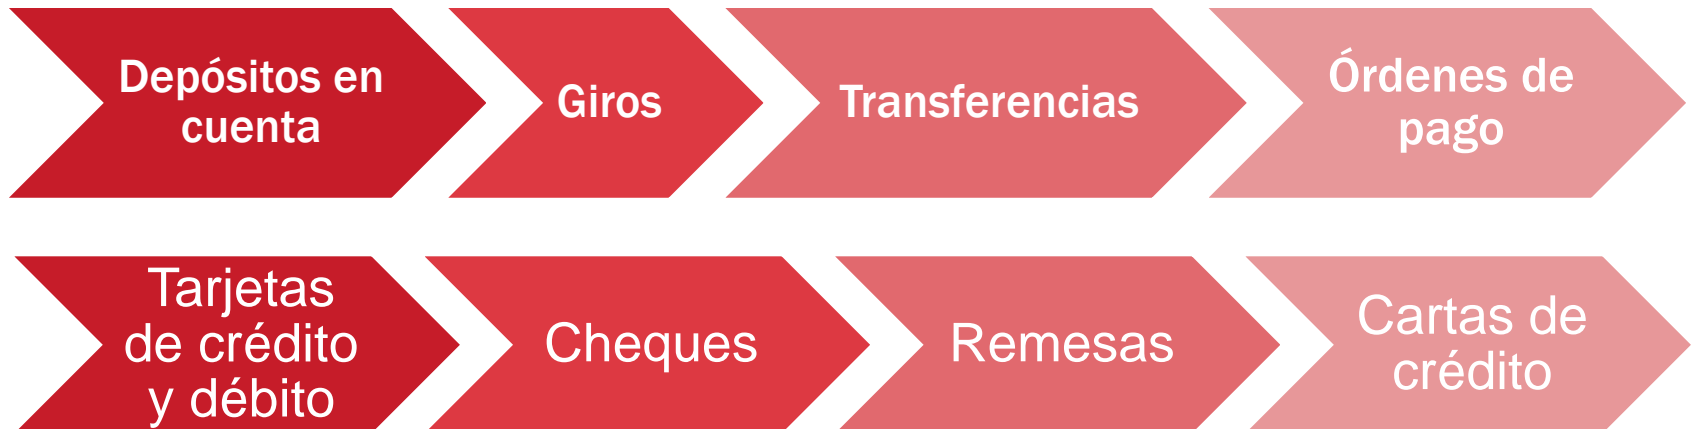 Depósitos en
cuenta
Giros
Transferencias
Órdenes de
pago
Tarjetas
de crédito
y débito
Cheques
Remesas
Cartas de
crédito